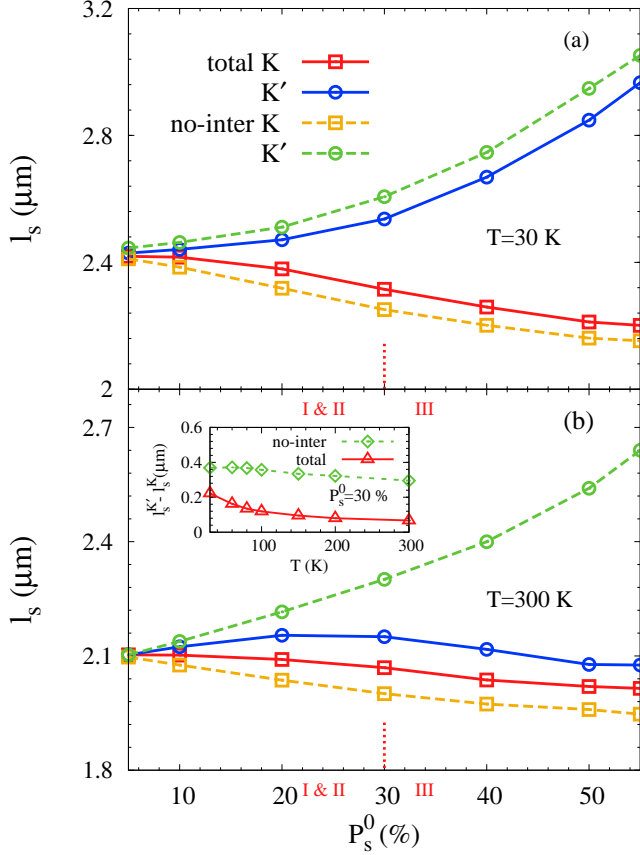 3.2
(a)
total K
K′
2.8
no-inter K
K′
l_s (μm)
T=30 K
2.4
2
I & II
III
(b)
2.7
0.6
no-inter
total
0.4
l_s^K′ - l_s^K (μm)
0.2
P_s^0=30 %
0
100
200
300
T (K)
2.4
l_s (μm)
T=300 K
2.1
1.8
I & II
III
10
20
30
40
50
P_s^0 (%)